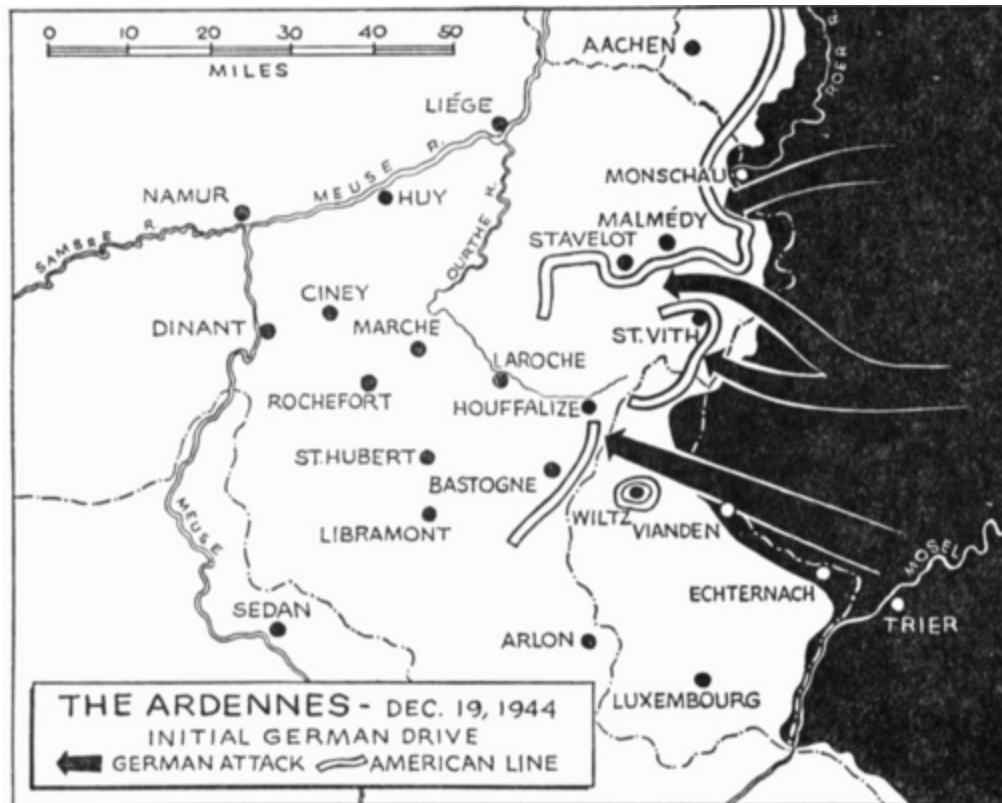 0 10 20 30 40 50
MILES
AACHEN
ROER R.
LIÉGE
MONSCHAU
NAMUR
MEUSE R.
HUY
MALMÉDY
SAMBRE R.
OURTHE R.
STAVELOT
CINEY
DINANT
MARCHE
ST.VITH
LAROCHE
ROCHEFORT
HOUFFALIZE
ST.HUBERT
BASTOGNE
WILTZ
VIANDEN
MEUSE
LIBRAMONT
MOSEL
ECHTERNACH
SEDAN
ARLON
TRIER
LUXEMBOURG
THE ARDENNES - DEC. 19, 1944
INITIAL GERMAN DRIVE
GERMAN ATTACK AMERICAN LINE